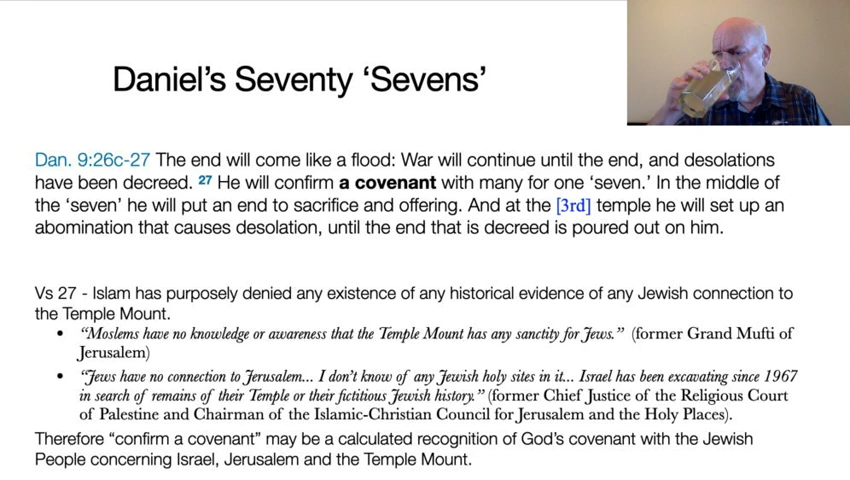 Daniel’s Seventy ‘Sevens’
Dan. 9:26c-27 The end will come like a flood: War will continue until the end, and desolations
have been decreed. 27 He will confirm a covenant with many for one ‘seven.’ In the middle of
the ‘seven’ he will put an end to sacrifice and offering. And at the [3rd] temple he will set up an
abomination that causes desolation, until the end that is decreed is poured out on him.
Vs 27 - Islam has purposely denied any existence of any historical evidence of any Jewish connection to
the Temple Mount.
• “Moslems have no knowledge or awareness that the Temple Mount has any sanctity for Jews.” (former Grand Mufti of
Jerusalem)
• “Jews have no connection to Jerusalem... I don’t know of any Jewish holy sites in it... Israel has been excavating since 1967
in search of remains of their Temple or their fictitious Jewish history.” (former Chief Justice of the Religious Court
of Palestine and Chairman of the Islamic-Christian Council for Jerusalem and the Holy Places).
Therefore “confirm a covenant” may be a calculated recognition of God’s covenant with the Jewish
People concerning Israel, Jerusalem and the Temple Mount.